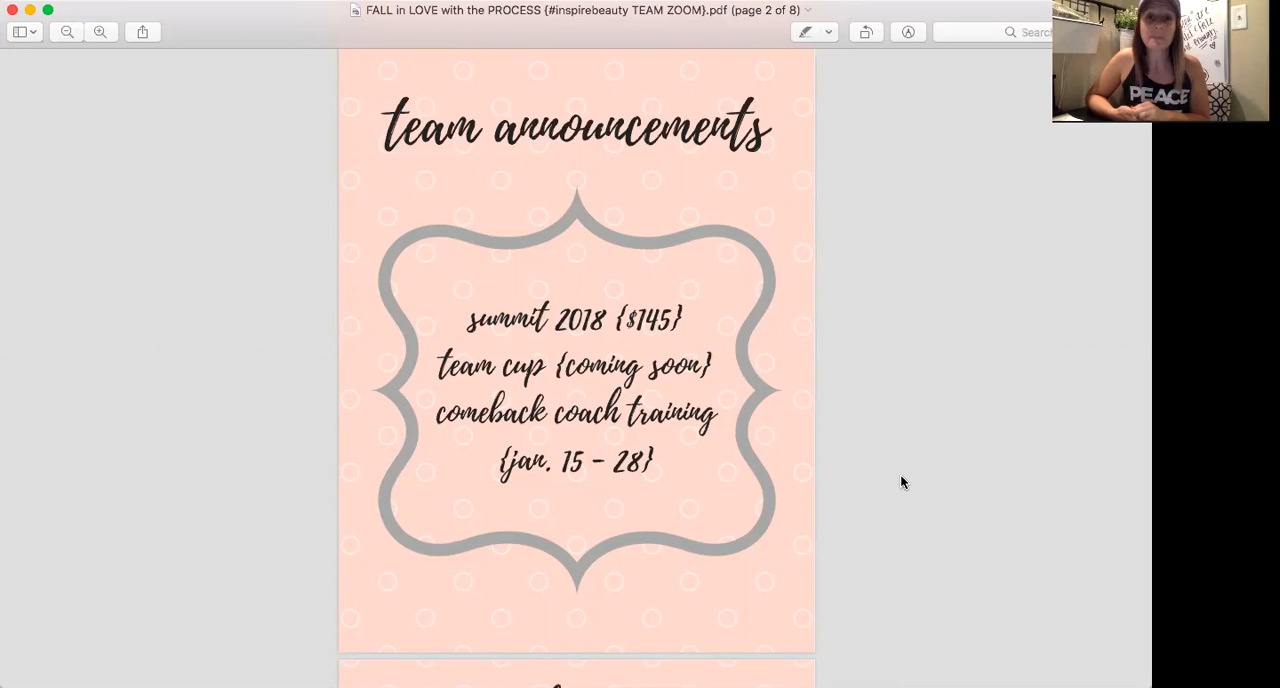 FALL in LOVE with the PROCESS {#inspirebeauty TEAM ZOOM}.pdf (page 2 of 8)
Search
PEACE
team announcements
summit 2018 {$145}
team cup {coming soon}
comeback coach training
{jan. 15 - 28}